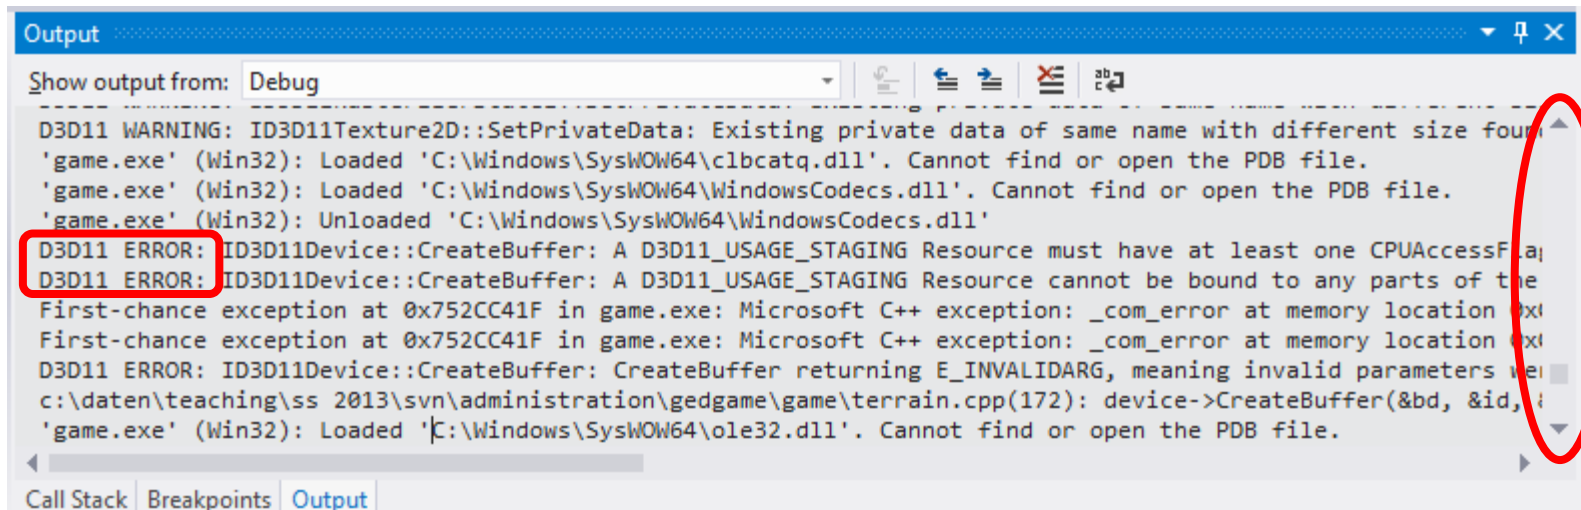 Output
Show output from: Debug
D3D11 WARNING: ID3D11Texture2D::SetPrivateData: Existing private data of same name with different size foun
'game.exe' (Win32): Loaded 'C:\Windows\SysWOW64\clbcatq.dll'. Cannot find or open the PDB file.
'game.exe' (Win32): Loaded 'C:\Windows\SysWOW64\WindowsCodecs.dll'. Cannot find or open the PDB file.
'game.exe' (Win32): Unloaded 'C:\Windows\SysWOW64\WindowsCodecs.dll'
D3D11 ERROR: ID3D11Device::CreateBuffer: A D3D11_USAGE_STAGING Resource must have at least one CPUAccessFlag
D3D11 ERROR: ID3D11Device::CreateBuffer: A D3D11_USAGE_STAGING Resource cannot be bound to any parts of the
First-chance exception at 0x752CC41F in game.exe: Microsoft C++ exception: _com_error at memory location 0x
First-chance exception at 0x752CC41F in game.exe: Microsoft C++ exception: _com_error at memory location 0x
D3D11 ERROR: ID3D11Device::CreateBuffer: CreateBuffer returning E_INVALIDARG, meaning invalid parameters we
c:\daten\teaching\ss 2013\svn\administration\gedgame\game\terrain.cpp(172): device->CreateBuffer(&bd, &id, &
'game.exe' (Win32): Loaded 'C:\Windows\SysWOW64\ole32.dll'. Cannot find or open the PDB file.
Call Stack Breakpoints Output